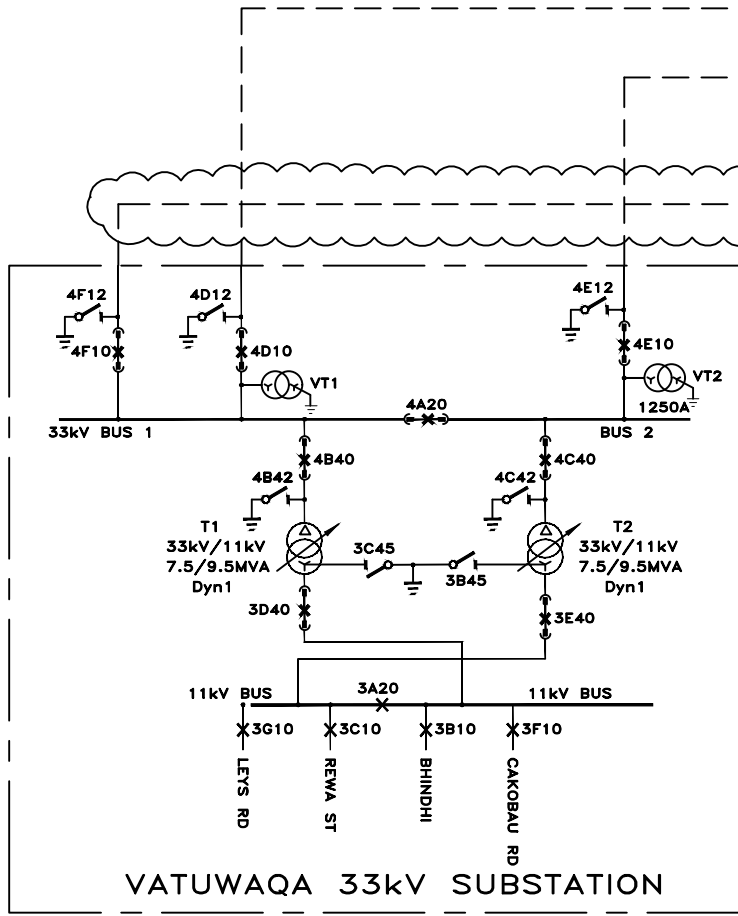 4F12
4D12
4E12
4F10
4D10
4E10
VT1
VT2
4A20
1250A
33kV BUS 1
BUS 2
4B40
4C40
4B42
4C42
T1
33kV/11kV
7.5/9.5MVA
Dyn1
T2
33kV/11kV
7.5/9.5MVA
Dyn1
3C45
3B45
3D40
3E40
11kV BUS
3A20
11kV BUS
3G10
3C10
3B10
3F10
LEYS RD
REWA ST
BHINDHI
CAKOBAU RD
VATUWAQA 33kV SUBSTATION